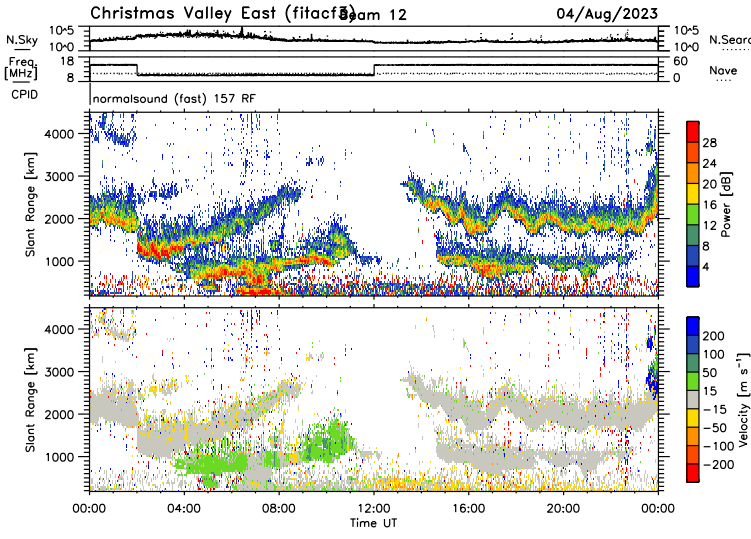 Christmas Valley East (fitacf3) Beam 12 04/Aug/2023
N.Sky 10^5 10^0 10^5 10^0 N.Sear
Freq. [MHz] 18 8 60 0 Nave
CPID normalsound (fast) 157 RF
Slant Range [km] 4000 3000 2000 1000
28 24 20 16 12 8 4 Power [dB]
Slant Range [km] 4000 3000 2000 1000
200 100 50 15 -15 -50 -100 -200 Velocity [m s⁻¹]
00:00 04:00 08:00 12:00 16:00 20:00 00:00
Time UT